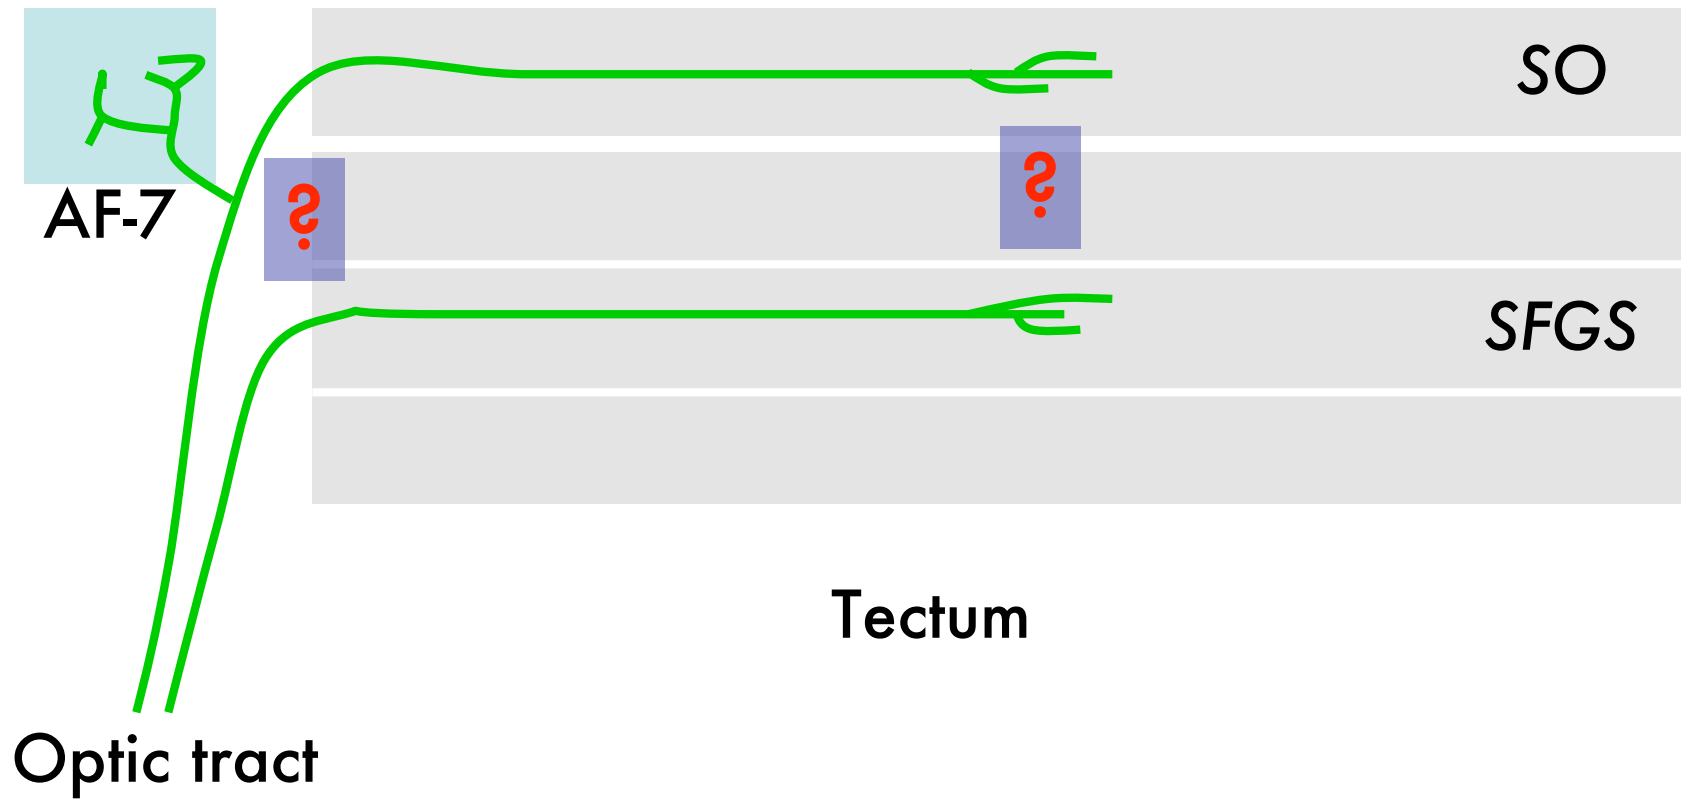 SO
?
?
AF-7
SFGS
Tectum
Optic tract